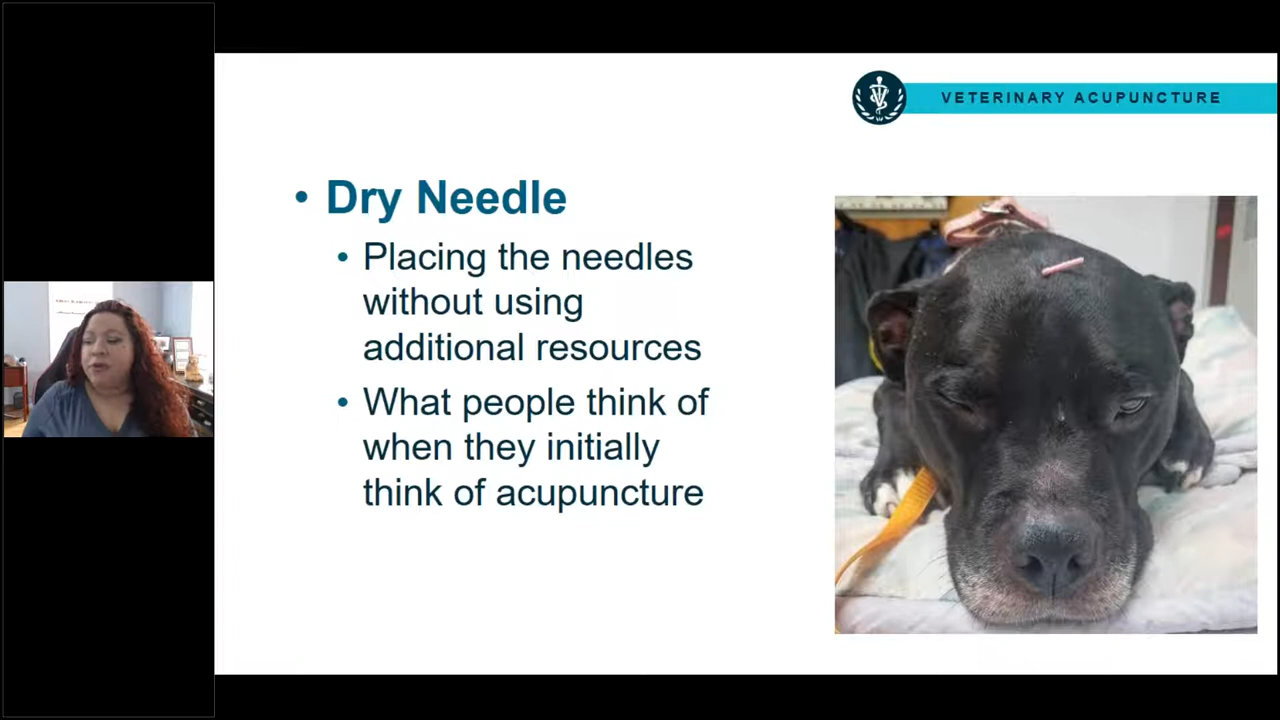 VETERINARY ACUPUNCTURE
• Dry Needle
• Placing the needles
without using
additional resources
• What people think of
when they initially
think of acupuncture